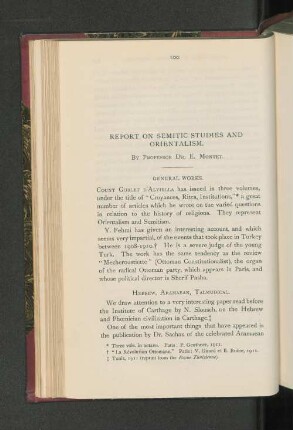 REPORT ON SEMITIC STUDIES AND
ORIENTALISM.
BY PROFESSOR DR. E. MONTET.
GENERAL WORKS.
COUNT GOBLET D'ALVIELLA has issued in three volumes,
under the title of "Croyances, Rites, Institutions,"* a great
number of articles which he wrote on the varied questions
in relation to the history of religions. They represent
Orientalism and Semitism.
Y. Fehmi has given an interesting account, and which
seems very impartial, of the events that took place in Turkey
between 1908-1910.† He is a severe judge of the young
Turk. The work has the same tendency as the review
"Mecheroutiette" (Ottoman Constitutionalist), the organ
of the radical Ottoman party, which appears in Paris, and
whose political director is Sherif Pasha.
HEBREW, ARAMAEAN, TALMUDICAL.
We draw attention to a very interesting paper read before
the Institute of Carthage by N. Slousch, on the Hebrew
and Phœnician civilization in Carthage.‡
One of the most important things that have appeared is
the publication by Dr. Sachau of the celebrated Aramæan
* Three vols. in octavo. Paris: P. Geuthner, 1911.
† "La Révolution Ottomane." Paris: V. Giard et E. Brière, 1911.
‡ Tunis, 1911 (reprint from the Revue Tunisienne).